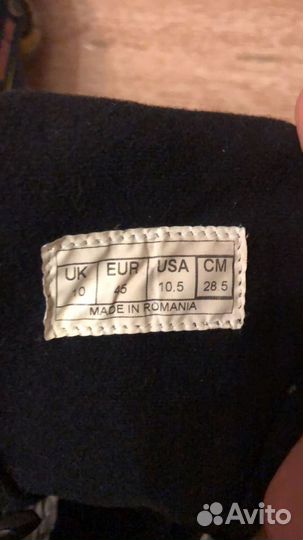 UK EUR USA CM
10 45 10.5 28.5
MADE IN ROMANIA
Avito